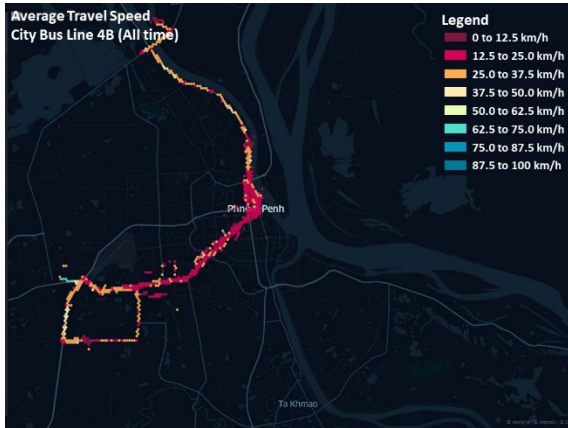 Average Travel Speed
City Bus Line 4B (All time)
Legend
0 to 12.5 km/h
12.5 to 25.0 km/h
25.0 to 37.5 km/h
37.5 to 50.0 km/h
50.0 to 62.5 km/h
62.5 to 75.0 km/h
75.0 to 87.5 km/h
87.5 to 100 km/h
Phnom Penh
Ta Khmao